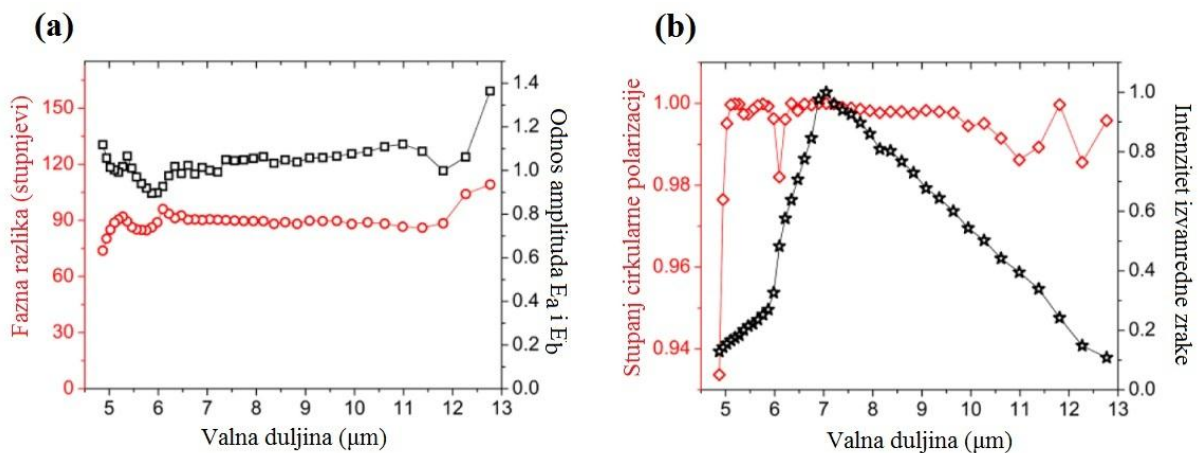 (a)
Fazna razlika (stupnjevi)
150
120
90
60
30
0
1.4
1.2
1.0
0.8
0.6
0.4
0.2
0.0
Odnos amplituda Ea i Eb
5 6 7 8 9 10 11 12 13
Valna duljina (μm)
(b)
Stupanj cirkularne polarizacije
1.00
0.98
0.96
0.94
1.0
0.8
0.6
0.4
0.2
0.0
Intenzitet izvanredne zrake
5 6 7 8 9 10 11 12 13
Valna duljina (μm)